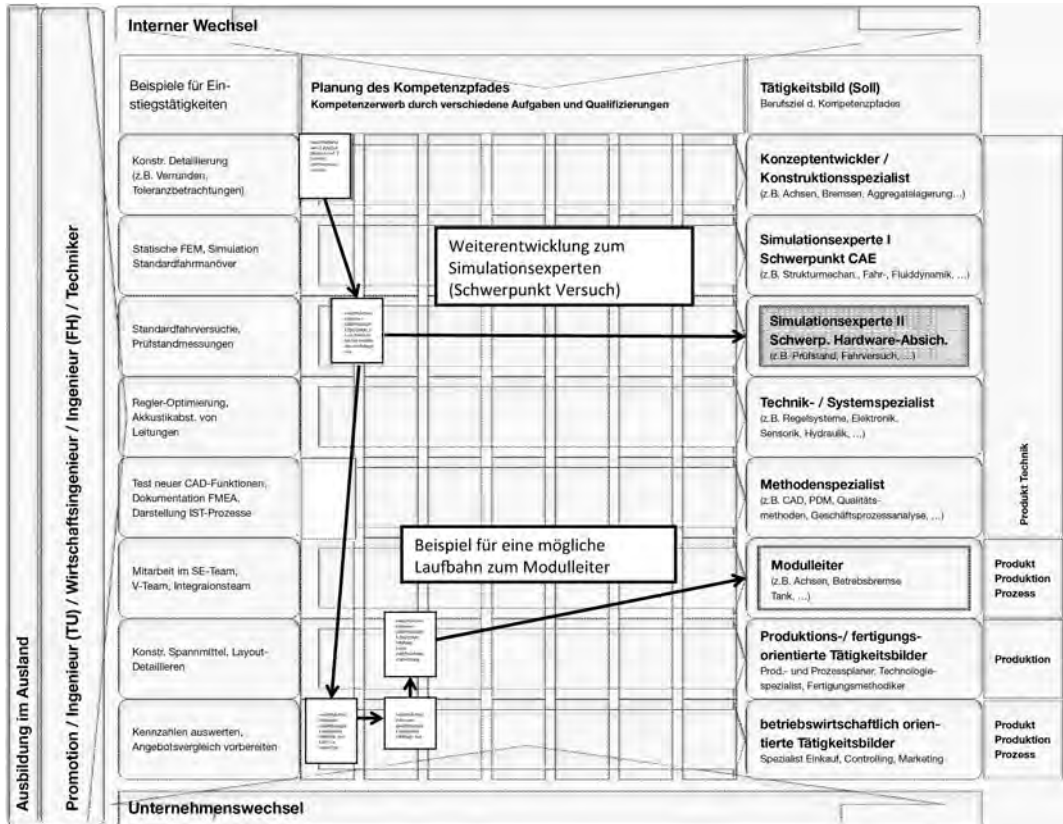 Interner Wechsel
Beispiele für Ein-
stiegstätigkeiten
Planung des Kompetenzpfades
Kompetenzerwerb durch verschiedene Aufgaben und Qualifizierungen
Tätigkeitsbild (Soll)
Berufsziel d. Kompetenzpfades
Konstr. Detaillierung
(z.B. Verrunden,
Toleranzbetrachtungen)
Konzeptentwickler /
Konstruktionsspezialist
(z.B. Achsen, Bremsen, Aggregatelagerung...)
Statische FEM, Simulation
Standardfahrmanöver
Weiterentwicklung zum
Simulationsexperten
(Schwerpunkt Versuch)
Simulationsexperte I
Schwerpunkt CAE
(z.B. Strukturmechan., Fahr-, Fluiddynamik, ...)
Standardfahrversuche,
Prüfstandmessungen
Simulationsexperte II
Schwerp. Hardware-Absich.
(z.B. Prüfstand, Fahrversuch, ...)
Regler-Optimierung,
Akkustikabst. von
Leitungen
Technik- / Systemspezialist
(z.B. Regelsysteme, Elektronik,
Sensorik, Hydraulik, ...)
Test neuer CAD-Funktionen,
Dokumentation FMEA,
Darstellung IST-Prozesse
Methodenspezialist
(z.B. CAD, PDM, Qualitäts-
methoden, Geschäftsprozessanalyse, ...)
Produkt Technik
Mitarbeit im SE-Team,
V-Team, Integraionsteam
Beispiel für eine mögliche
Laufbahn zum Modulleiter
Modulleiter
(z.B. Achsen, Betriebsbremse
Tank, ...)
Produkt
Produktion
Prozess
Konstr. Spannmittel, Layout-
Detaillieren
Produktions-/ fertigungs-
orientierte Tätigkeitsbilder
Prod.- und Prozessplaner, Technologie-
spezialist, Fertigungsmethodiker
Produktion
Kennzahlen auswerten,
Angebotsvergleich vorbereiten
betriebswirtschaftlich orien-
tierte Tätigkeitsbilder
Spezialist Einkauf, Controlling, Marketing
Produkt
Produktion
Prozess
Unternehmenswechsel
Ausbildung im Ausland
Promotion / Ingenieur (TU) / Wirtschaftsingenieur / Ingenieur (FH) / Techniker